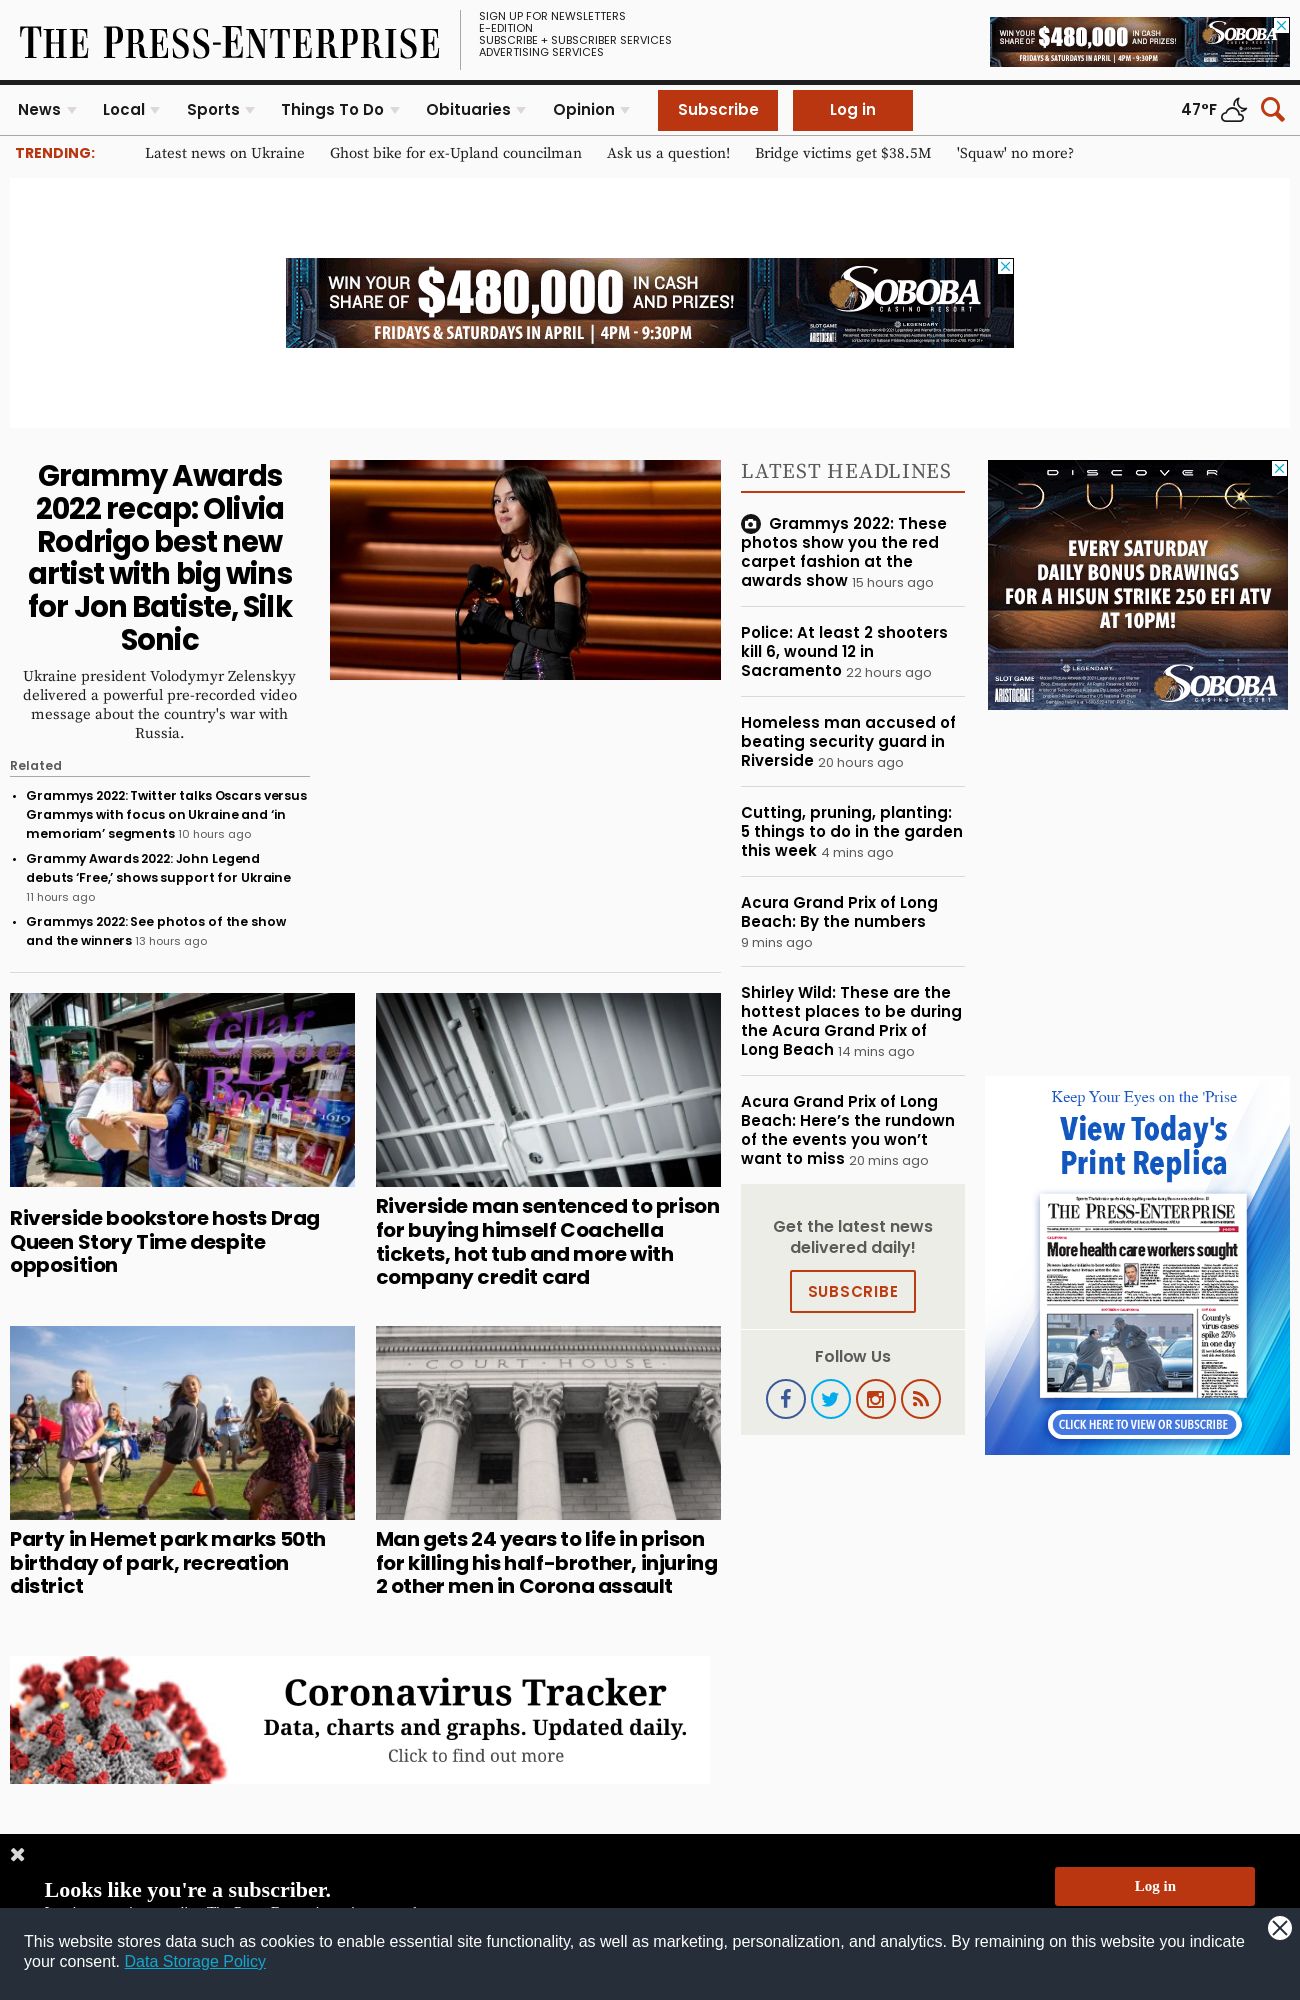 THE PRESS-ENTERPRISE
SIGN UP FOR NEWSLETTERS
E-EDITION
SUBSCRIBE + SUBSCRIBER SERVICES
ADVERTISING SERVICES
WIN YOUR SHARE OF $480,000 IN CASH AND PRIZES!
FRIDAYS & SATURDAYS IN APRIL | 4PM - 9:30PM
SOBOBA
CASINO RESORT
News
Local
Sports
Things To Do
Obituaries
Opinion
Subscribe
Log in
47°F
TRENDING:
Latest news on Ukraine
Ghost bike for ex-Upland councilman
Ask us a question!
Bridge victims get $38.5M
'Squaw' no more?
WIN YOUR SHARE OF $480,000 IN CASH AND PRIZES!
FRIDAYS & SATURDAYS IN APRIL | 4PM - 9:30PM
SOBOBA
CASINO RESORT
SLOT GAME
ARISTOCRAT
LEGENDARY
Grammy Awards
2022 recap: Olivia
Rodrigo best new
artist with big wins
for Jon Batiste, Silk
Sonic
Ukraine president Volodymyr Zelenskyy
delivered a powerful pre-recorded video
message about the country's war with
Russia.
Related
• Grammys 2022: Twitter talks Oscars versus
Grammys with focus on Ukraine and ‘in
memoriam’ segments 10 hours ago
• Grammy Awards 2022: John Legend
debuts ‘Free,’ shows support for Ukraine
11 hours ago
• Grammys 2022: See photos of the show
and the winners 13 hours ago
Cellar Door
Books
1619
Riverside bookstore hosts Drag
Queen Story Time despite
opposition
Riverside man sentenced to prison
for buying himself Coachella
tickets, hot tub and more with
company credit card
Party in Hemet park marks 50th
birthday of park, recreation
district
COURT HOUSE
Man gets 24 years to life in prison
for killing his half-brother, injuring
2 other men in Corona assault
LATEST HEADLINES
Grammys 2022: These
photos show you the red
carpet fashion at the
awards show 15 hours ago
Police: At least 2 shooters
kill 6, wound 12 in
Sacramento 22 hours ago
Homeless man accused of
beating security guard in
Riverside 20 hours ago
Cutting, pruning, planting:
5 things to do in the garden
this week 4 mins ago
Acura Grand Prix of Long
Beach: By the numbers
9 mins ago
Shirley Wild: These are the
hottest places to be during
the Acura Grand Prix of
Long Beach 14 mins ago
Acura Grand Prix of Long
Beach: Here’s the rundown
of the events you won’t
want to miss 20 mins ago
Get the latest news
delivered daily!
SUBSCRIBE
Follow Us
DISCOVER
DUNE
EVERY SATURDAY
DAILY BONUS DRAWINGS
FOR A HISUN STRIKE 250 EFI ATV
AT 10PM!
LEGENDARY
SLOT GAME
ARISTOCRAT
SOBOBA
CASINO RESORT
Keep Your Eyes on the 'Prise
View Today's
Print Replica
THE PRESS-ENTERPRISE
More health care workers sought
County's
virus cases
spike 25%
in one day
CLICK HERE TO VIEW OR SUBSCRIBE
Coronavirus Tracker
Data, charts and graphs. Updated daily.
Click to find out more
Looks like you're a subscriber.
Log in
This website stores data such as cookies to enable essential site functionality, as well as marketing, personalization, and analytics. By remaining on this website you indicate
your consent. Data Storage Policy